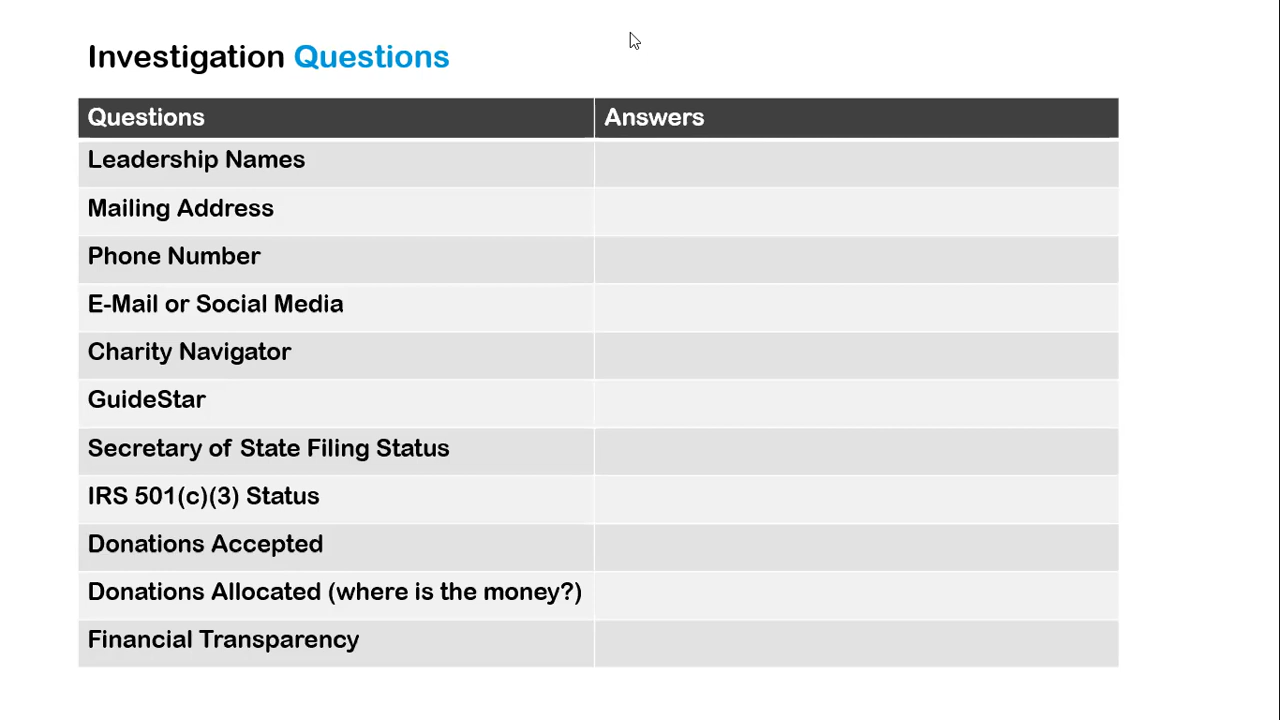 Investigation Questions
Questions Answers
Leadership Names
Mailing Address
Phone Number
E-Mail or Social Media
Charity Navigator
GuideStar
Secretary of State Filing Status
IRS 501(c)(3) Status
Donations Accepted
Donations Allocated (where is the money?)
Financial Transparency